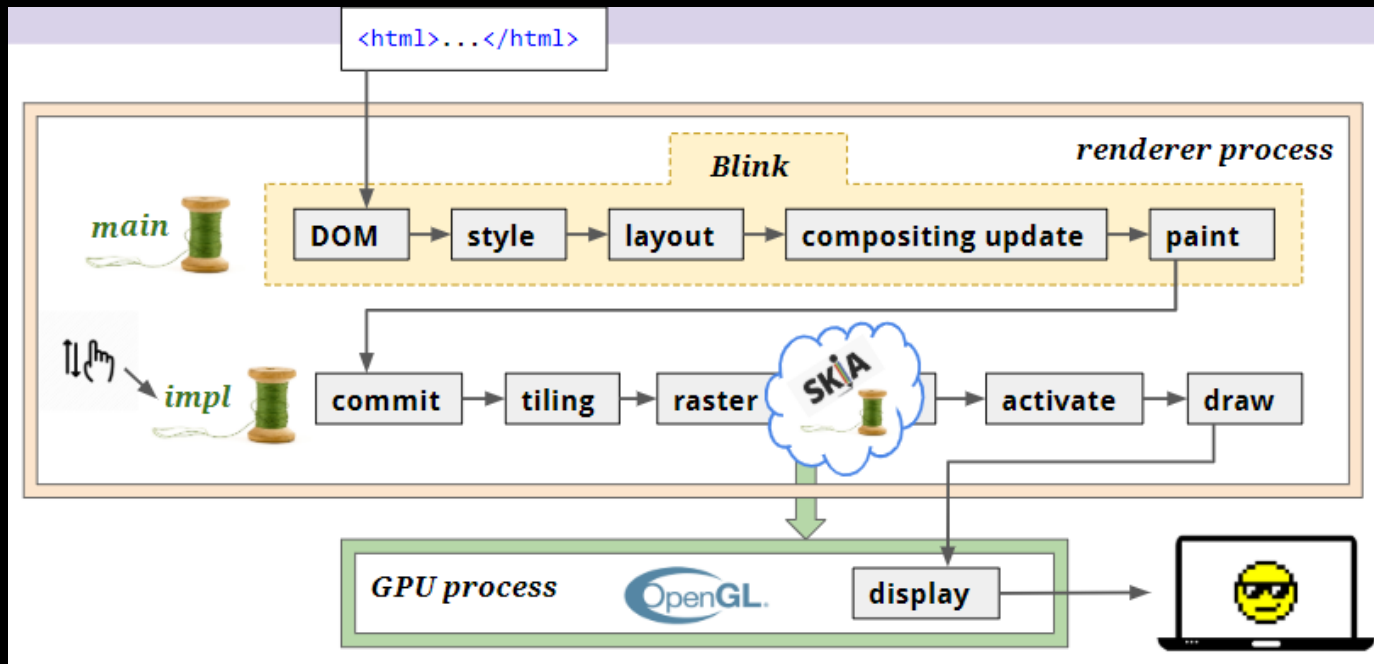 <html>...</html>
renderer process
Blink
main
DOM
style
layout
compositing update
paint
impl
commit
tiling
raster
SKiA
activate
draw
GPU process
OpenGL.
display